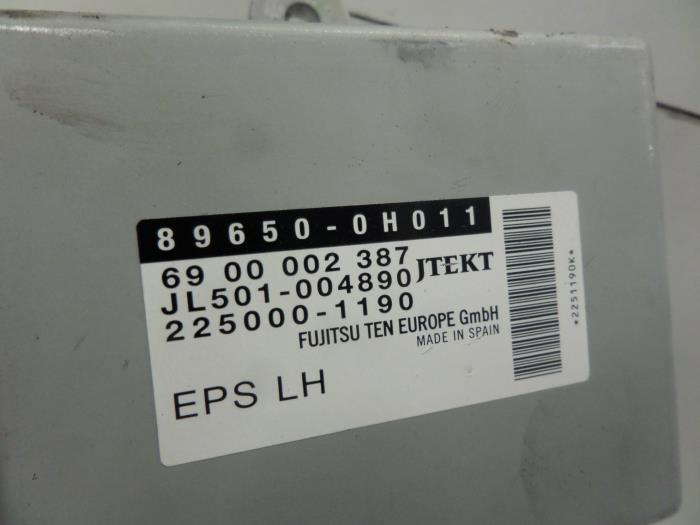 89650-0H011
69 00 002 387
JL501-004890 JTEKT
225000-1190
FUJITSU TEN EUROPE GmbH
MADE IN SPAIN
EPS LH
*2251190K*